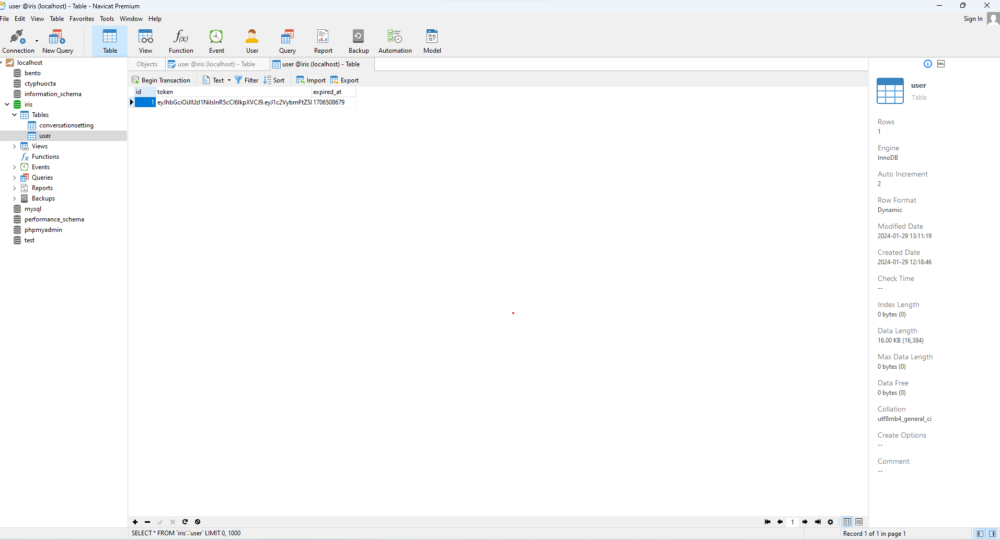 user @iris (localhost) - Table - Navicat Premium
File Edit View Table Favorites Tools Window Help
Sign In
Connection New Query Table View Function Event User Query Report Backup Automation Model
Objects user @iris (localhost) - Table user @iris (localhost) - Table
Begin Transaction Text Filter Sort Import Export
id token expired_at
1 eyJhbGciOiJIUzI1NiIsInR5cCI6IkpXVCJ9.eyJ1c2VybmFtZSI 1706508679
localhost
bento
ctyphuocta
information_schema
iris
Tables
conversationsetting
user
Views
Functions
Events
Queries
Reports
Backups
mysql
performance_schema
phpmyadmin
test
DDL
user
Table
Rows
1
Engine
InnoDB
Auto Increment
2
Row Format
Dynamic
Modified Date
2024-01-29 13:11:19
Created Date
2024-01-29 12:18:46
Check Time
--
Index Length
0 bytes (0)
Data Length
16.00 KB (16,384)
Max Data Length
0 bytes (0)
Data Free
0 bytes (0)
Collation
utf8mb4_general_ci
Create Options
--
Comment
--
1
SELECT * FROM `iris`.`user` LIMIT 0, 1000
Record 1 of 1 in page 1